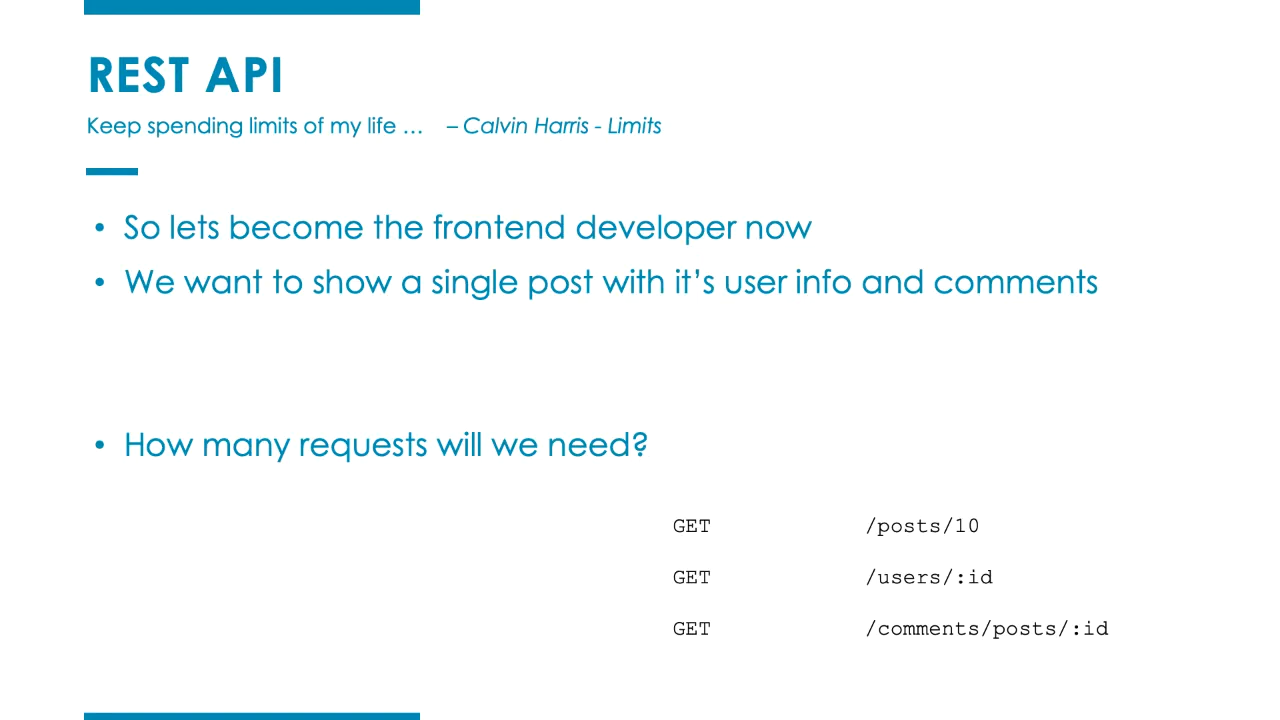 REST API
Keep spending limits of my life … – Calvin Harris - Limits
• So lets become the frontend developer now
• We want to show a single post with it’s user info and comments
• How many requests will we need?
GET /posts/10
GET /users/:id
GET /comments/posts/:id